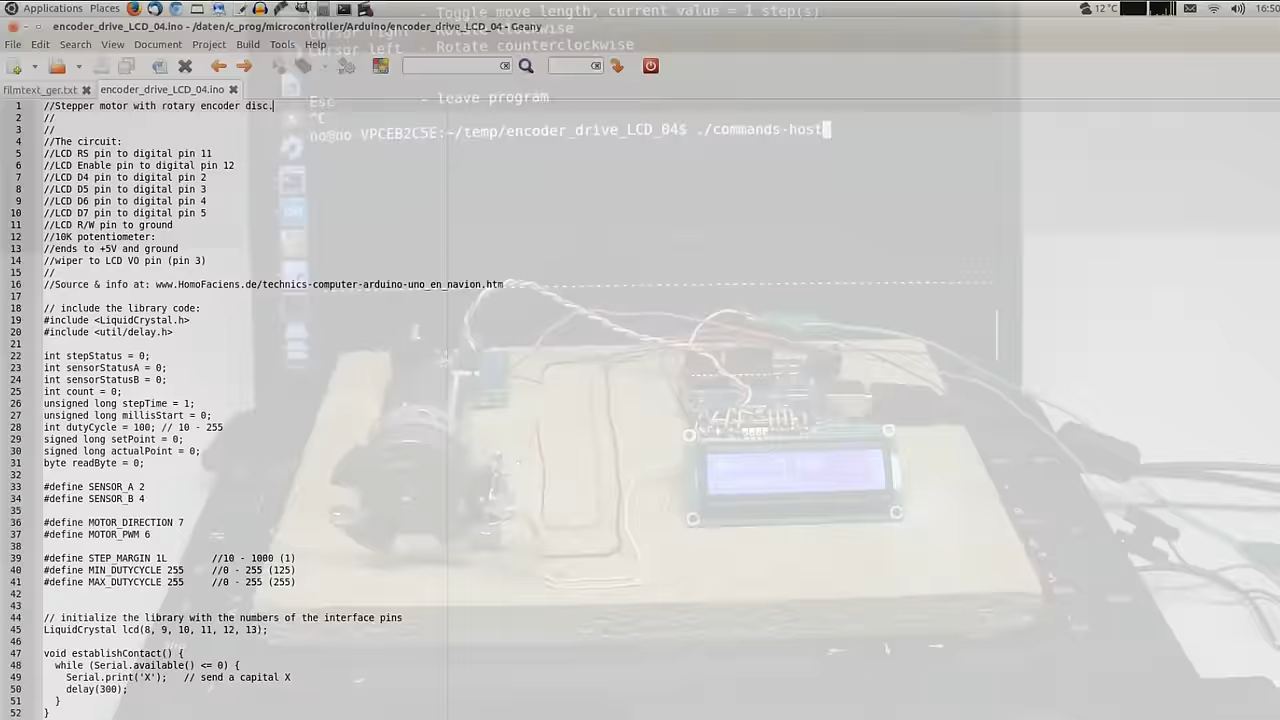 Applications Places
12 °C
16:50
encoder_drive_LCD_04.ino - /daten/c_prog/microcontroller/Arduino/encoder_drive_LCD_04 - Geany
File Edit Search View Document Project Build Tools Help
filmtext_ger.txt encoder_drive_LCD_04.ino
- Toggle move length, current value = 1 step(s)
Cursor right - Rotate clockwise
Cursor left - Rotate counterclockwise
Esc - leave program
^C
no@no VPCEB2C5E:~/temp/encoder_drive_LCD_04$ ./commands-host
1 //Stepper motor with rotary encoder disc.
2 //
3 //
4 //The circuit:
5 //LCD RS pin to digital pin 11
6 //LCD Enable pin to digital pin 12
7 //LCD D4 pin to digital pin 2
8 //LCD D5 pin to digital pin 3
9 //LCD D6 pin to digital pin 4
10 //LCD D7 pin to digital pin 5
11 //LCD R/W pin to ground
12 //10K potentiometer:
13 //ends to +5V and ground
14 //wiper to LCD VO pin (pin 3)
15 //
16 //Source & info at: www.HomoFaciens.de/technics-computer-arduino-uno_en_navion.htm
17
18 // include the library code:
19 #include <LiquidCrystal.h>
20 #include <util/delay.h>
21
22 int stepStatus = 0;
23 int sensorStatusA = 0;
24 int sensorStatusB = 0;
25 int count = 0;
26 unsigned long stepTime = 1;
27 unsigned long millisStart = 0;
28 int dutyCycle = 100; // 10 - 255
29 signed long setPoint = 0;
30 signed long actualPoint = 0;
31 byte readByte = 0;
32
33 #define SENSOR_A 2
34 #define SENSOR_B 4
35
36 #define MOTOR_DIRECTION 7
37 #define MOTOR_PWM 6
38
39 #define STEP_MARGIN 1L //10 - 1000 (1)
40 #define MIN_DUTYCYCLE 255 //0 - 255 (125)
41 #define MAX_DUTYCYCLE 255 //0 - 255 (255)
42
43
44 // initialize the library with the numbers of the interface pins
45 LiquidCrystal lcd(8, 9, 10, 11, 12, 13);
46
47 void establishContact() {
48 while (Serial.available() <= 0) {
49 Serial.print('X'); // send a capital X
50 delay(300);
51 }
52 }